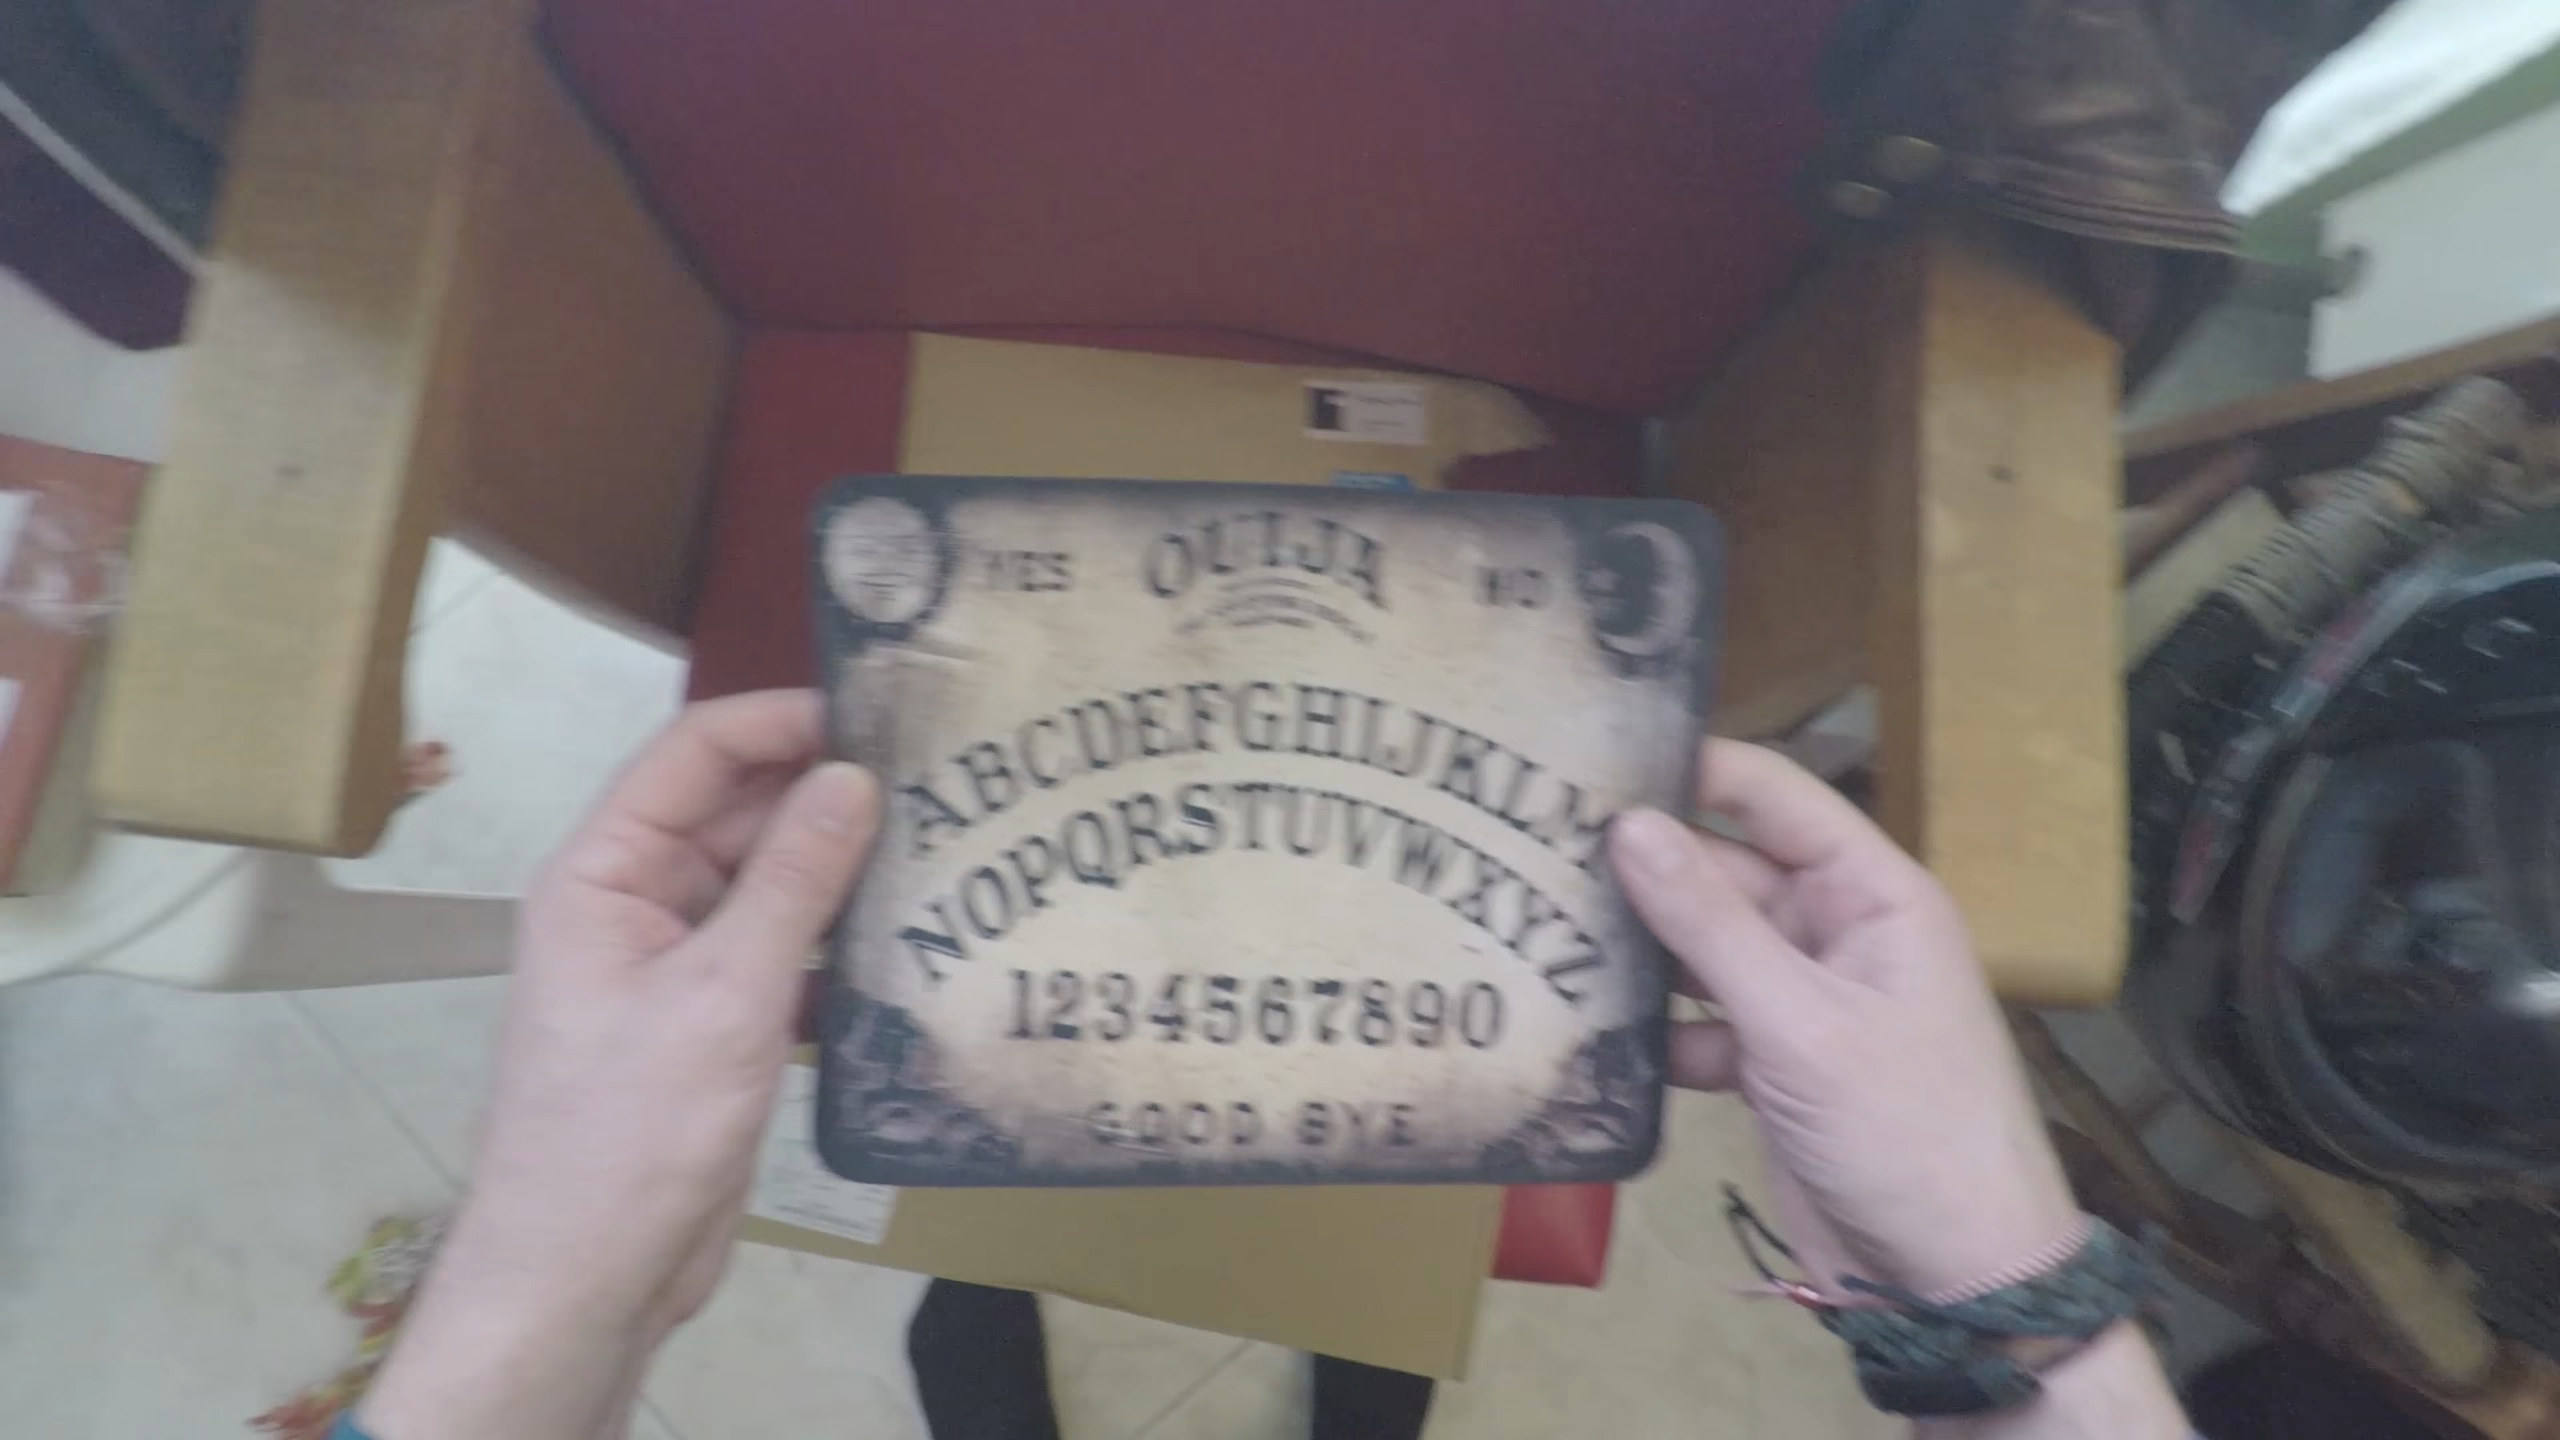 YES OUIJA NO
ABCDEFGHIJKLM
NOPQRSTUVWXYZ
1234567890
GOOD BYE